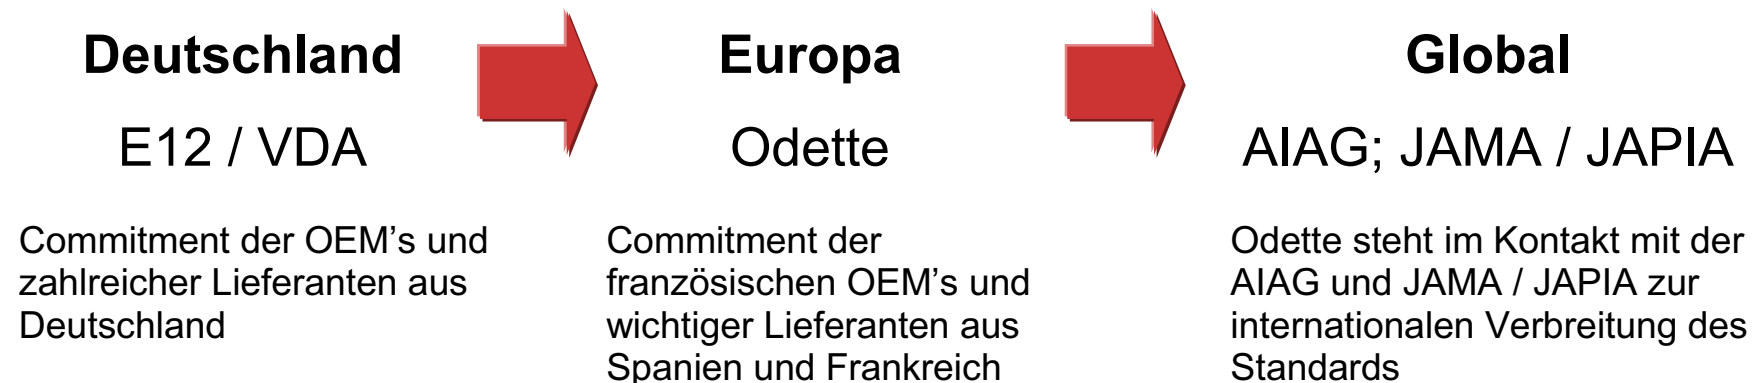 Deutschland
E12 / VDA
Commitment der OEM’s und
zahlreicher Lieferanten aus
Deutschland
Europa
Odette
Commitment der
französischen OEM’s und
wichtiger Lieferanten aus
Spanien und Frankreich
Global
AIAG; JAMA / JAPIA
Odette steht im Kontakt mit der
AIAG und JAMA / JAPIA zur
internationalen Verbreitung des
Standards